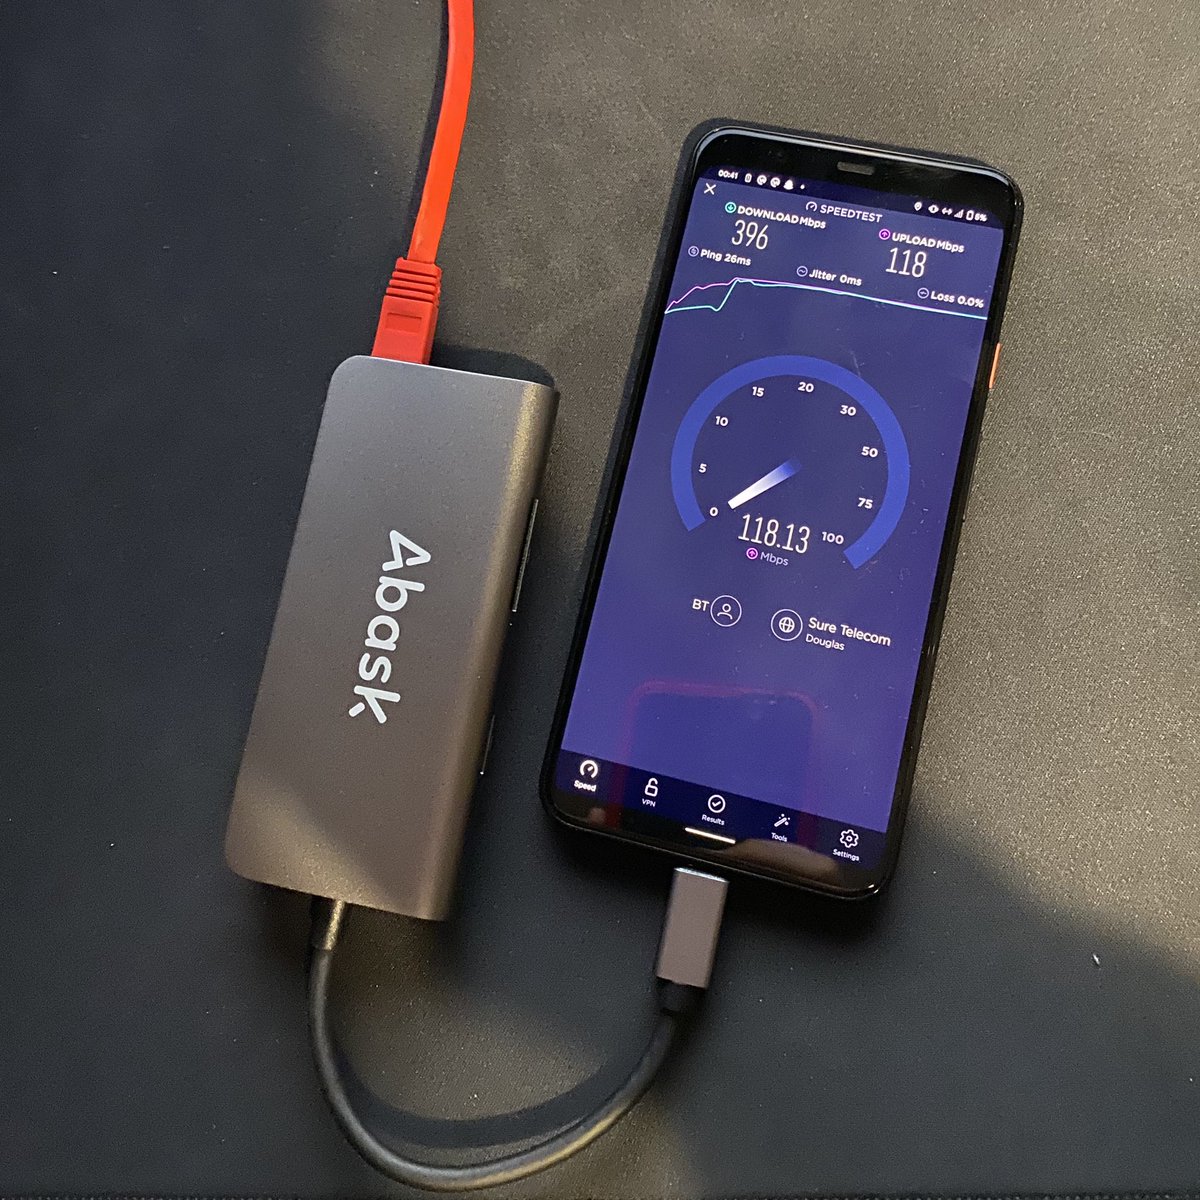 Abask
00:41
6%
SPEEDTEST
DOWNLOAD Mbps
396
UPLOAD Mbps
118
Ping 26ms
Jitter 0ms
Loss 0.0%
0
5
10
15
20
30
50
75
100
118.13
Mbps
BT
Sure Telecom
Douglas
Speed
VPN
Results
Tools
Settings